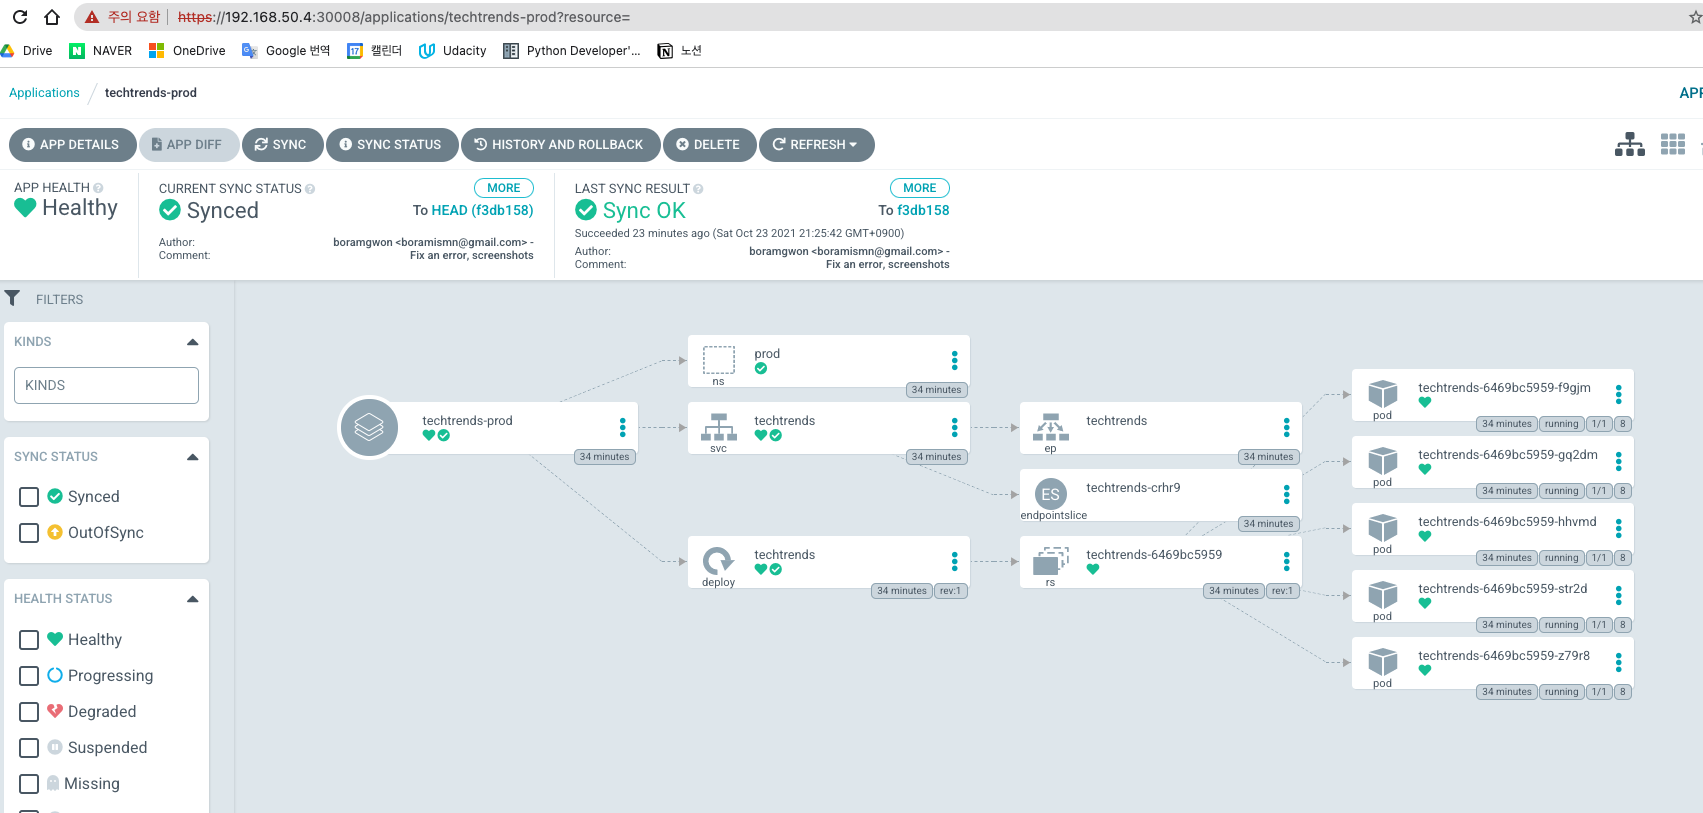 주의 요함 https://192.168.50.4:30008/applications/techtrends-prod?resource=
Drive NAVER OneDrive Google 번역 캘린더 Udacity Python Developer'... 노션
Applications techtrends-prod
APP DETAILS APP DIFF SYNC SYNC STATUS HISTORY AND ROLLBACK DELETE REFRESH
APP HEALTH
Healthy
CURRENT SYNC STATUS MORE
Synced To HEAD (f3db158)
Author: boramgwon <boramismn@gmail.com> -
Comment: Fix an error, screenshots
LAST SYNC RESULT MORE
Sync OK To f3db158
Succeeded 23 minutes ago (Sat Oct 23 2021 21:25:42 GMT+0900)
Author: boramgwon <boramismn@gmail.com> -
Comment: Fix an error, screenshots
FILTERS
KINDS
KINDS
SYNC STATUS
Synced
OutOfSync
HEALTH STATUS
Healthy
Progressing
Degraded
Suspended
Missing
techtrends-prod
34 minutes
prod
ns
34 minutes
techtrends
svc
34 minutes
techtrends
deploy
34 minutes rev:1
techtrends
ep
34 minutes
ES techtrends-crhr9
endpointslice
34 minutes
techtrends-6469bc5959
rs
34 minutes rev:1
techtrends-6469bc5959-f9gjm
pod
34 minutes running 1/1 8
techtrends-6469bc5959-gq2dm
pod
34 minutes running 1/1 8
techtrends-6469bc5959-hhvmd
pod
34 minutes running 1/1 8
techtrends-6469bc5959-str2d
pod
34 minutes running 1/1 8
techtrends-6469bc5959-z79r8
pod
34 minutes running 1/1 8